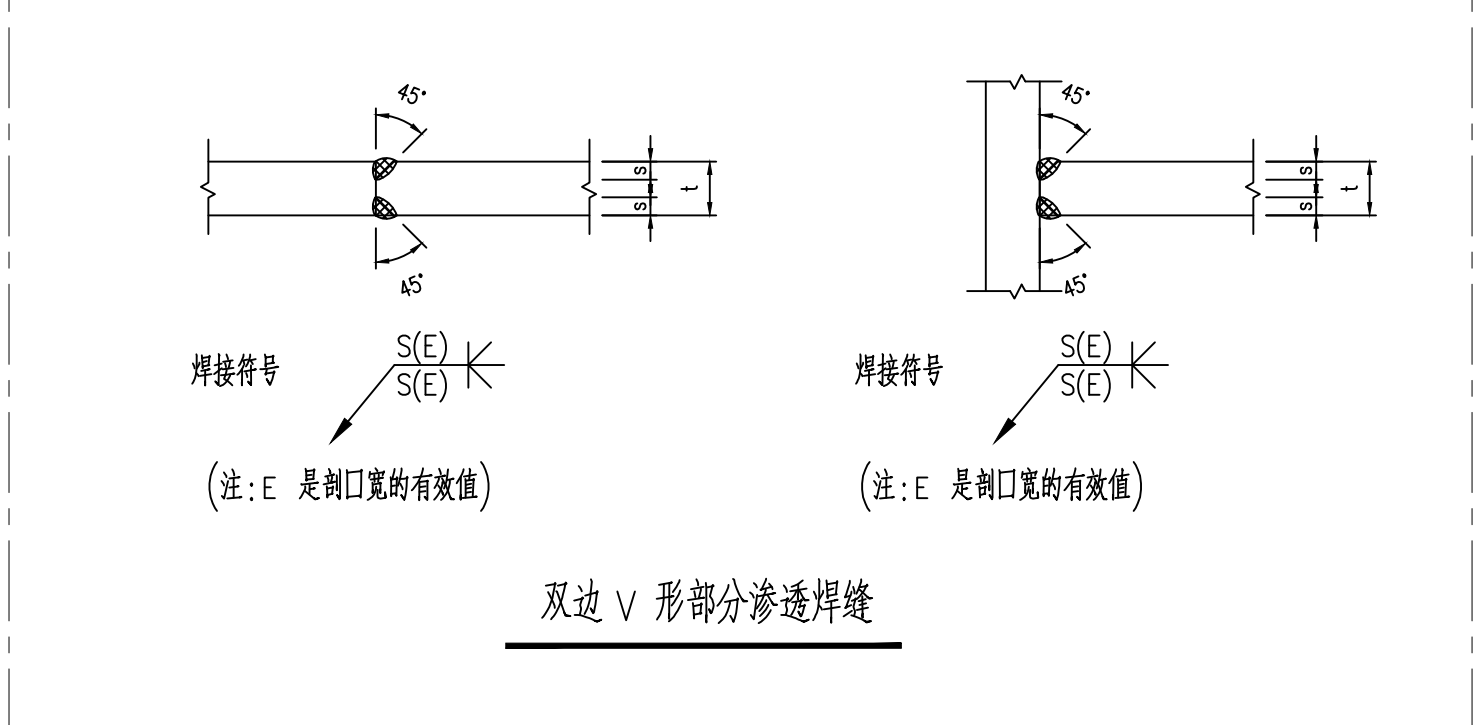 45°
45°
s
t
s
s
t
s
45°
45°
焊接符号
S(E)
S(E)
焊接符号
S(E)
S(E)
(注:E 是剖口宽的有效值)
(注:E 是剖口宽的有效值)
双边 V 形部分渗透焊缝